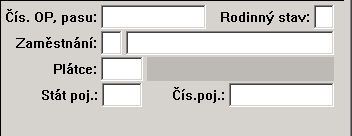 Čís. OP, pasu: Rodinný stav:
Zaměstnání:
Plátce:
Stát poj.: Čís.poj.: